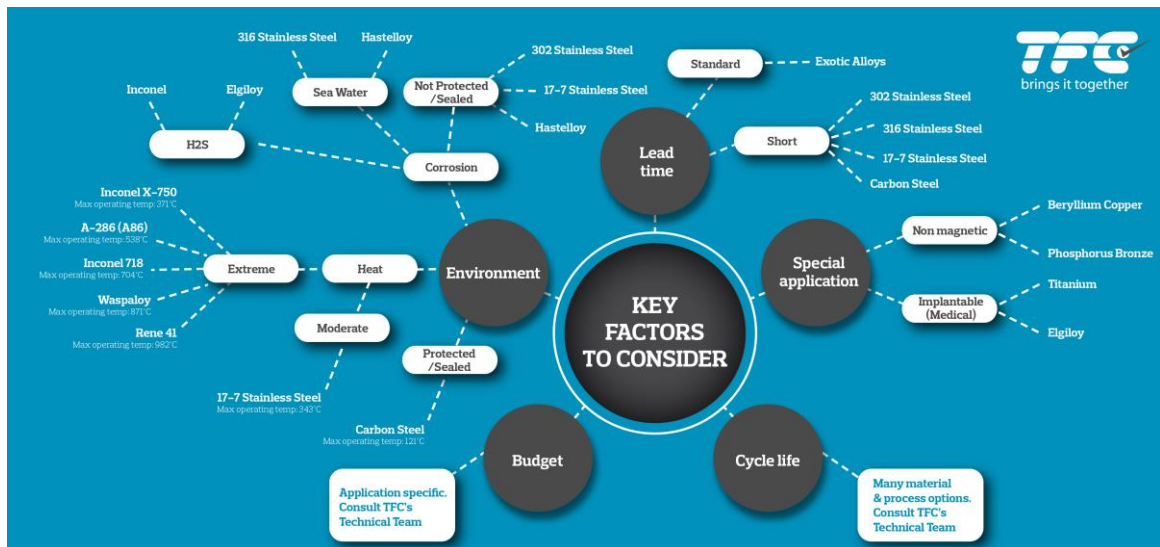 TFC
brings it together
KEY
FACTORS
TO CONSIDER
Lead
time
Standard
Exotic Alloys
Short
302 Stainless Steel
316 Stainless Steel
17-7 Stainless Steel
Carbon Steel
Special
application
Non magnetic
Beryllium Copper
Phosphorus Bronze
Implantable
(Medical)
Titanium
Elgiloy
Cycle life
Many material
& process options.
Consult TFC's
Technical Team
Budget
Application specific.
Consult TFC's
Technical Team
Environment
Corrosion
H2S
Inconel
Elgiloy
Sea Water
316 Stainless Steel
Hastelloy
Not Protected
/Sealed
302 Stainless Steel
17-7 Stainless Steel
Hastelloy
Heat
Extreme
Inconel X-750
Max operating temp: 371°C
A-286 (A86)
Max operating temp: 538°C
Inconel 718
Max operating temp: 704°C
Waspaloy
Max operating temp: 871°C
Rene 41
Max operating temp: 982°C
Moderate
17-7 Stainless Steel
Max operating temp: 343°C
Protected
/Sealed
Carbon Steel
Max operating temp: 121°C